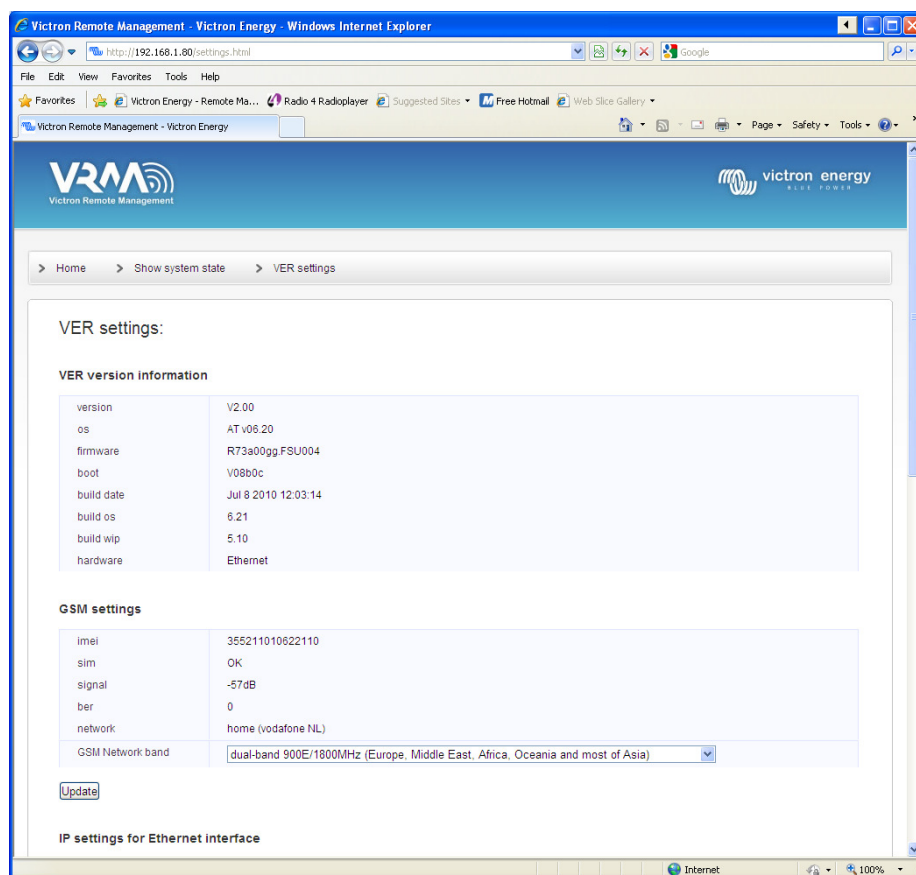 Victron Remote Management - Victron Energy - Windows Internet Explorer
http://192.168.1.80/settings.html
Google
File Edit View Favorites Tools Help
Favorites Victron Energy - Remote Ma... Radio 4 Radioplayer Suggested Sites Free Hotmail Web Slice Gallery
Victron Remote Management - Victron Energy
Page Safety Tools
VRM
Victron Remote Management
victron energy
BLUE POWER
> Home > Show system state > VER settings
VER settings:
VER version information
version V2.00
os AT v06.20
firmware R73a00gg.FSU004
boot V08b0c
build date Jul 8 2010 12:03:14
build os 6.21
build wip 5.10
hardware Ethernet
GSM settings
imei 355211010622110
sim OK
signal -57dB
ber 0
network home (vodafone NL)
GSM Network band dual-band 900E/1800MHz (Europe, Middle East, Africa, Oceania and most of Asia)
Update
IP settings for Ethernet interface
Internet 100%